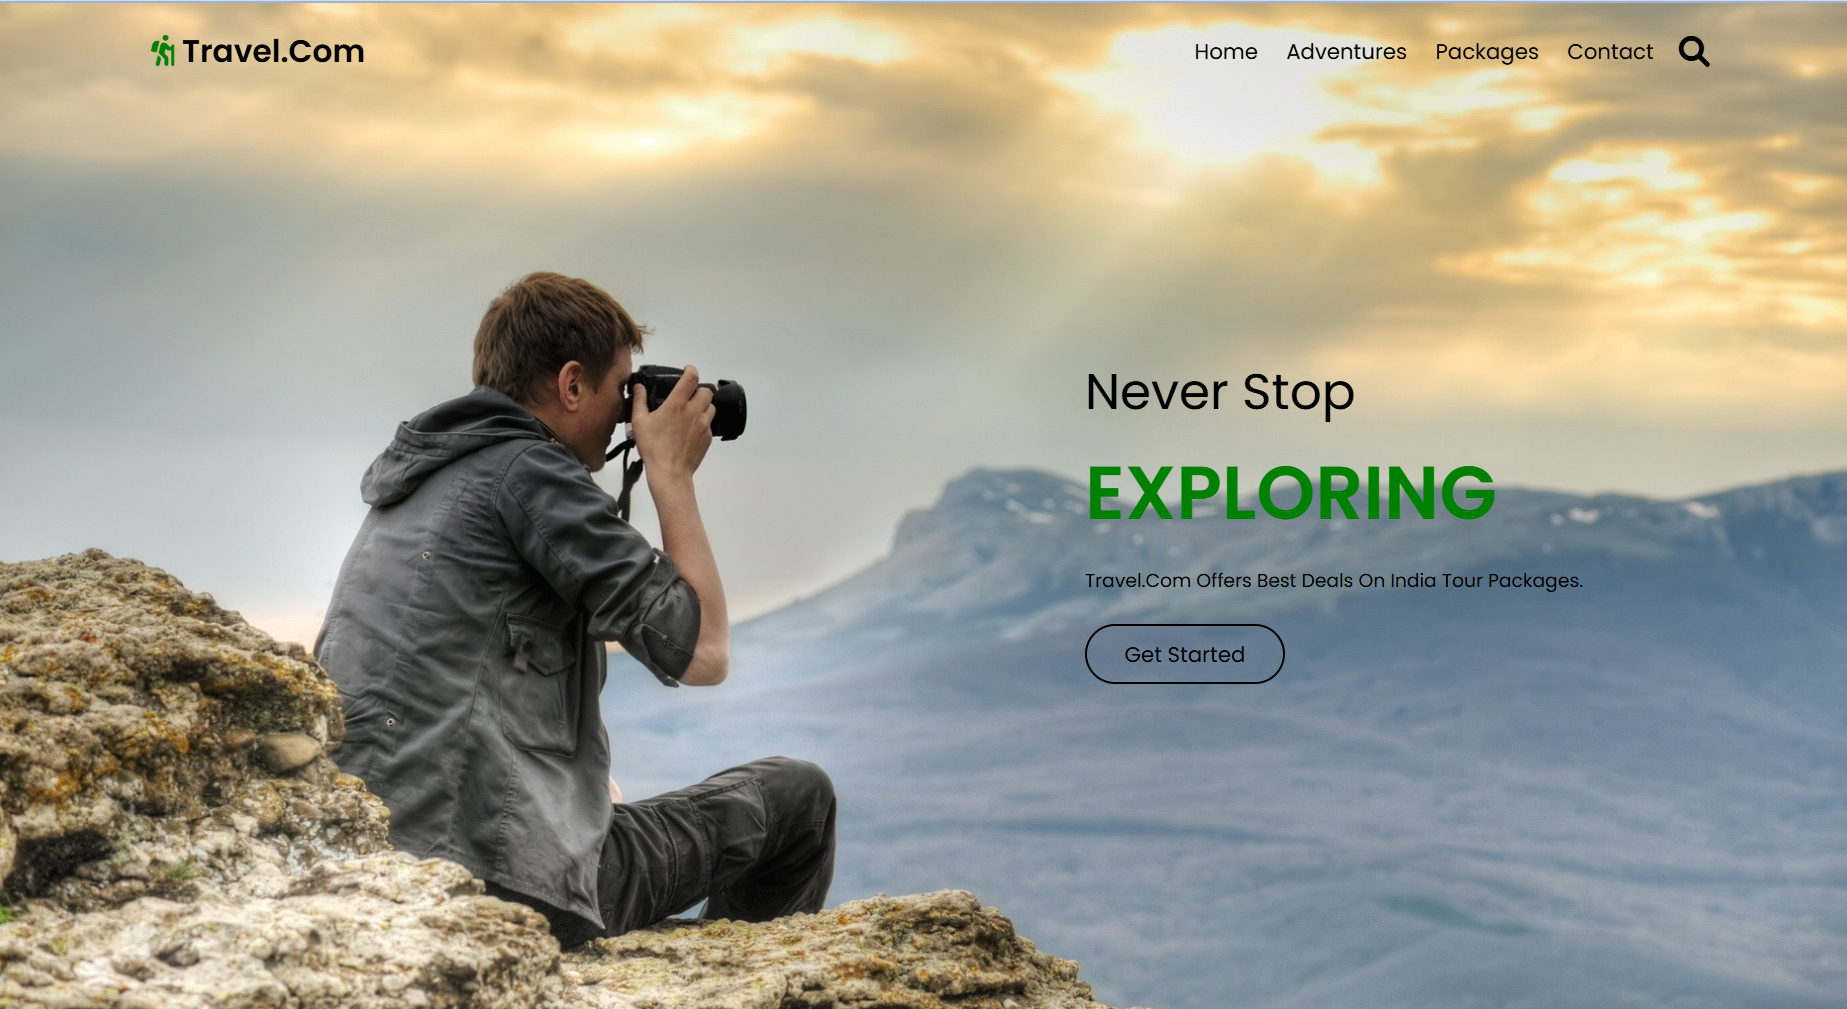 Travel.Com
Home Adventures Packages Contact
Never Stop
EXPLORING
Travel.Com Offers Best Deals On India Tour Packages.
Get Started